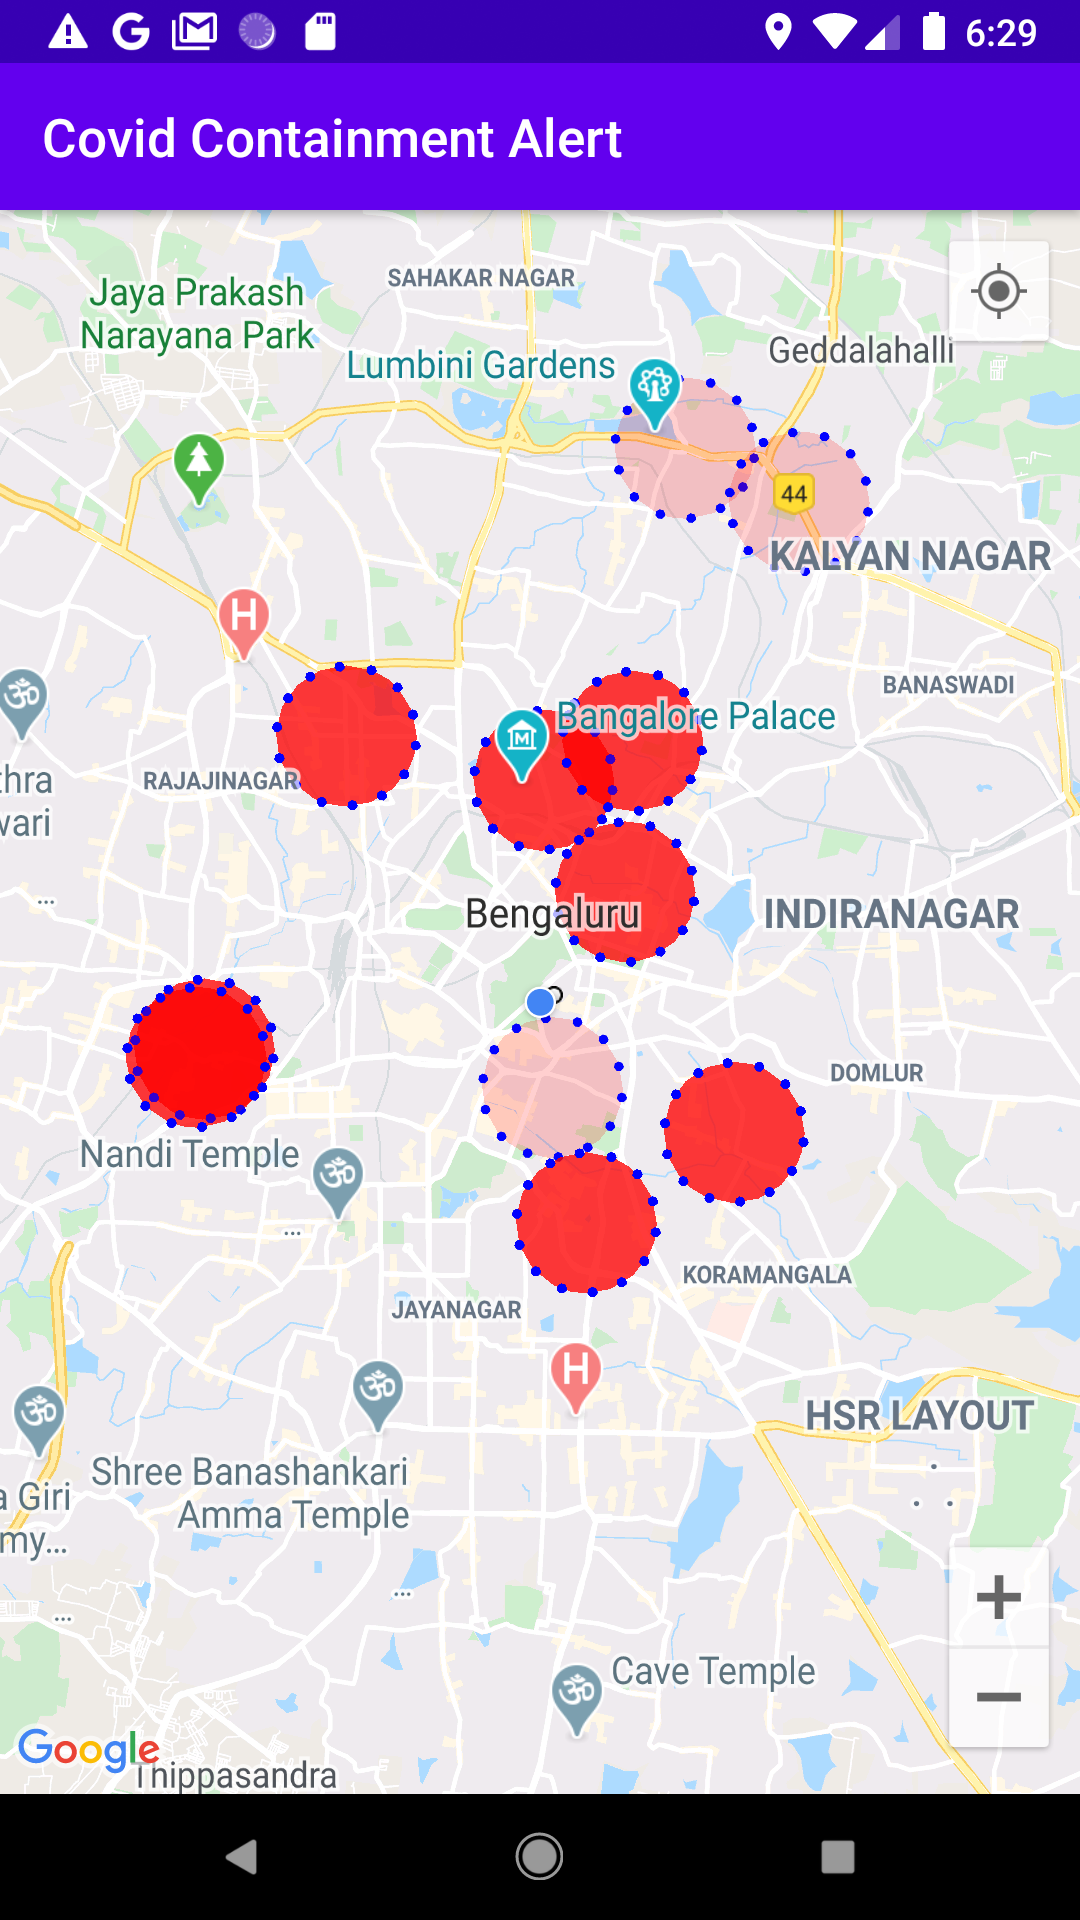 6:29
Covid Containment Alert
SAHAKAR NAGAR
Jaya Prakash
Narayana Park
Geddalahalli
Lumbini Gardens
44
KALYAN NAGAR
H
BANASWADI
Bangalore Palace
thra
vari
RAJAJINAGAR
Bengaluru
INDIRANAGAR
DOMLUR
Nandi Temple
KORAMANGALA
JAYANAGAR
H
HSR LAYOUT
Shree Banashankari
Amma Temple
a Giri
my...
Cave Temple
Google
Thippasandra